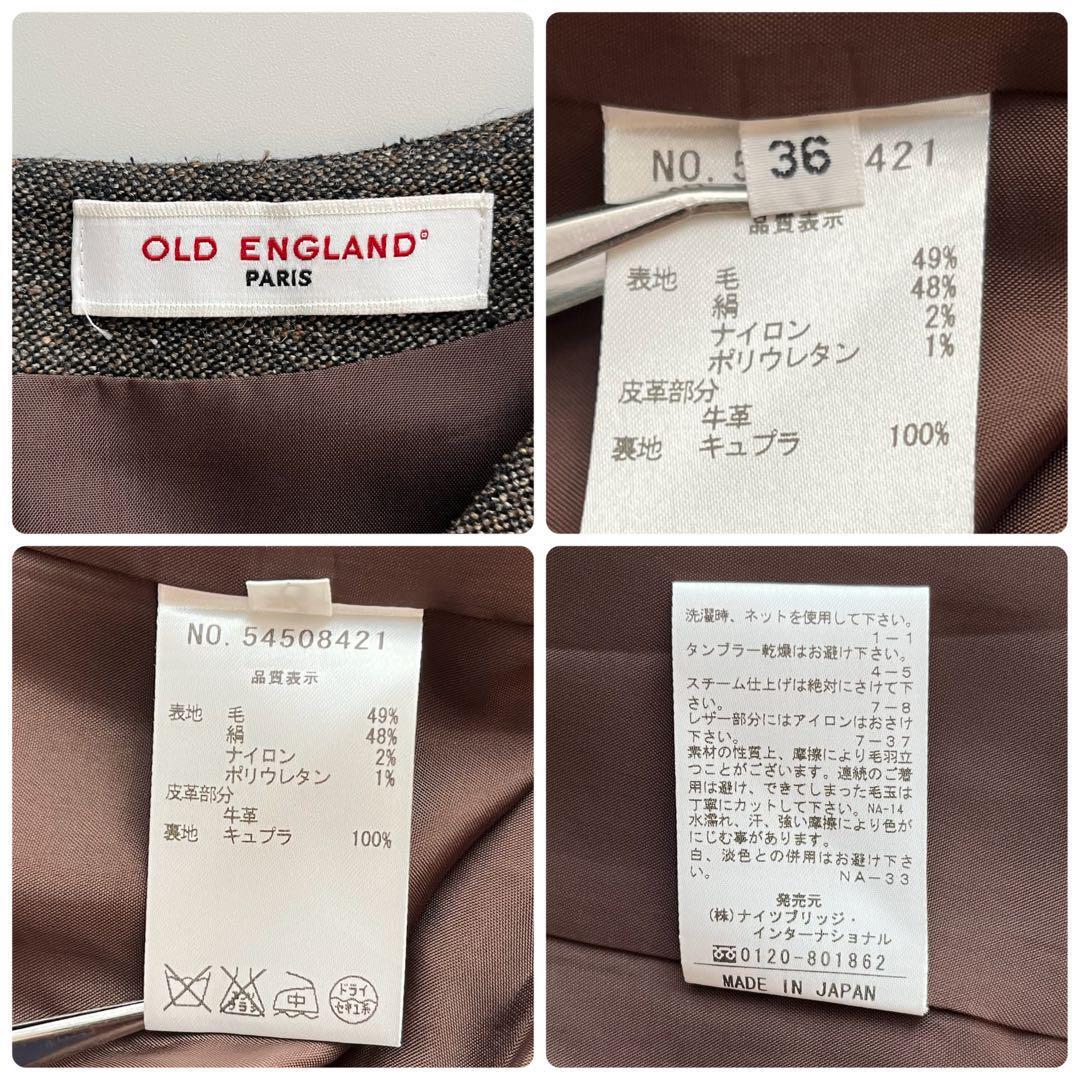 OLD ENGLAND
PARIS
NO. 5 36 421
品質表示
表地 毛 49%
絹 48%
ナイロン 2%
ポリウレタン 1%
皮革部分
牛革
裏地 キュプラ 100%
NO. 54508421
品質表示
表地 毛 49%
絹 48%
ナイロン 2%
ポリウレタン 1%
皮革部分
牛革
裏地 キュプラ 100%
中
ドライ
セキユ系
洗濯時、ネットを使用して下さい。
1-1
タンブラー乾燥はお避け下さい。
4-5
スチーム仕上げは絶対にさけて下
さい。 7-8
レザー部分にはアイロンはおさけ
下さい。 7-37
素材の性質上、摩擦により毛羽立
つことがございます。連続のご着
用は避け、できてしまった毛玉は
丁寧にカットして下さい。NA-14
水濡れ、汗、強い摩擦により色が
にじむ事があります。
白、淡色との併用はお避け下さ
い。 NA-33
発売元
(株)ナイツブリッジ・
インターナショナル
0120-801862
MADE IN JAPAN